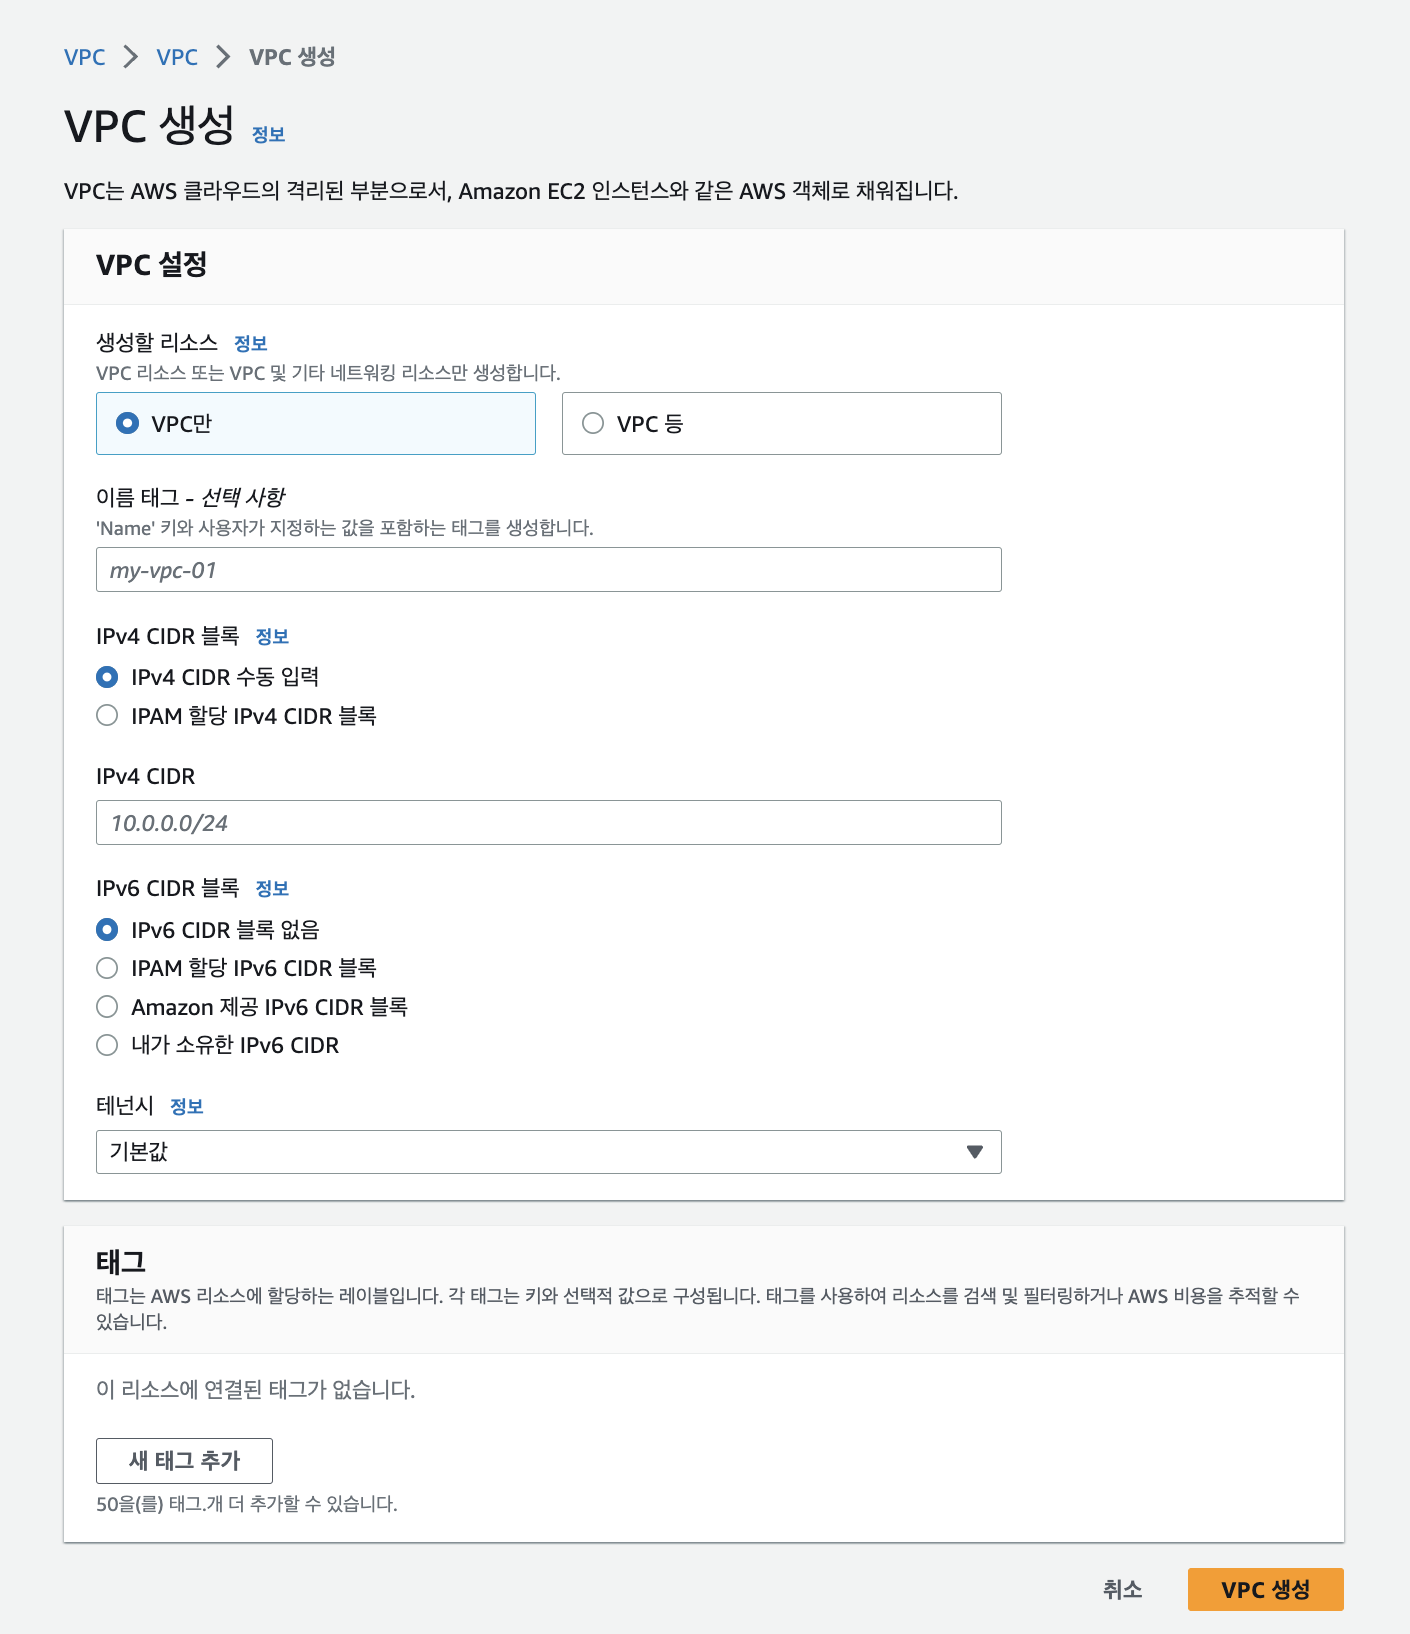 VPC > VPC > VPC 생성
VPC 생성 정보
VPC는 AWS 클라우드의 격리된 부분으로서, Amazon EC2 인스턴스와 같은 AWS 객체로 채워집니다.
VPC 설정
생성할 리소스 정보
VPC 리소스 또는 VPC 및 기타 네트워킹 리소스만 생성합니다.
VPC만 VPC 등
이름 태그 - 선택 사항
'Name' 키와 사용자가 지정하는 값을 포함하는 태그를 생성합니다.
my-vpc-01
IPv4 CIDR 블록 정보
IPv4 CIDR 수동 입력
IPAM 할당 IPv4 CIDR 블록
IPv4 CIDR
10.0.0.0/24
IPv6 CIDR 블록 정보
IPv6 CIDR 블록 없음
IPAM 할당 IPv6 CIDR 블록
Amazon 제공 IPv6 CIDR 블록
내가 소유한 IPv6 CIDR
테넌시 정보
기본값
태그
태그는 AWS 리소스에 할당하는 레이블입니다. 각 태그는 키와 선택적 값으로 구성됩니다. 태그를 사용하여 리소스를 검색 및 필터링하거나 AWS 비용을 추적할 수
있습니다.
이 리소스에 연결된 태그가 없습니다.
새 태그 추가
50을(를) 태그.개 더 추가할 수 있습니다.
취소 VPC 생성